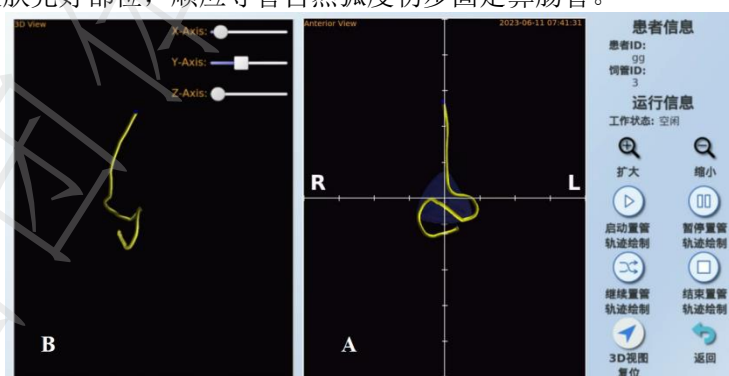 肤完好部位，顺应导管自然弧度初步固定鼻肠管。
3D View
X-Axis:
Y-Axis:
Z-Axis:
B
Anterior View
2023-06-11 07:41:31
R
L
A
患者信息
患者ID:
gg
饲管ID:
3
运行信息
工作状态: 空闲
扩大
缩小
启动置管
轨迹绘制
暂停置管
轨迹绘制
继续置管
轨迹绘制
结束置管
轨迹绘制
3D视图
复位
返回